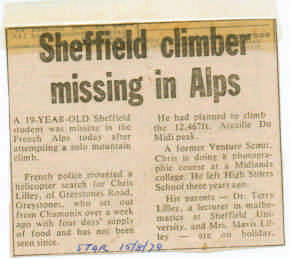 Sheffield climber
missing in Alps
A 19-YEAR-OLD Sheffield
student was missing in the
French Alps today after
attempting a solo mountain
climb.
French police mounted a
helicopter search for Chris
Lilley, of Greystones Road,
Greystones, who set out
from Chamonix over a week
ago with four days' supply
of food and has not been
seen since.
He had planned to climb
the 12,467ft. Aiguille Du
Midi peak.
A former Venture Scout,
Chris is doing a photogra-
phic course at a Midlands
college. He left High Storrs
School three years ago.
His parents — Dr. Terry
Lilley, a lecturer in mathe-
matics at Sheffield Uni-
versity, and Mrs. Mavis Lil-
ley — are on holiday.
STAR